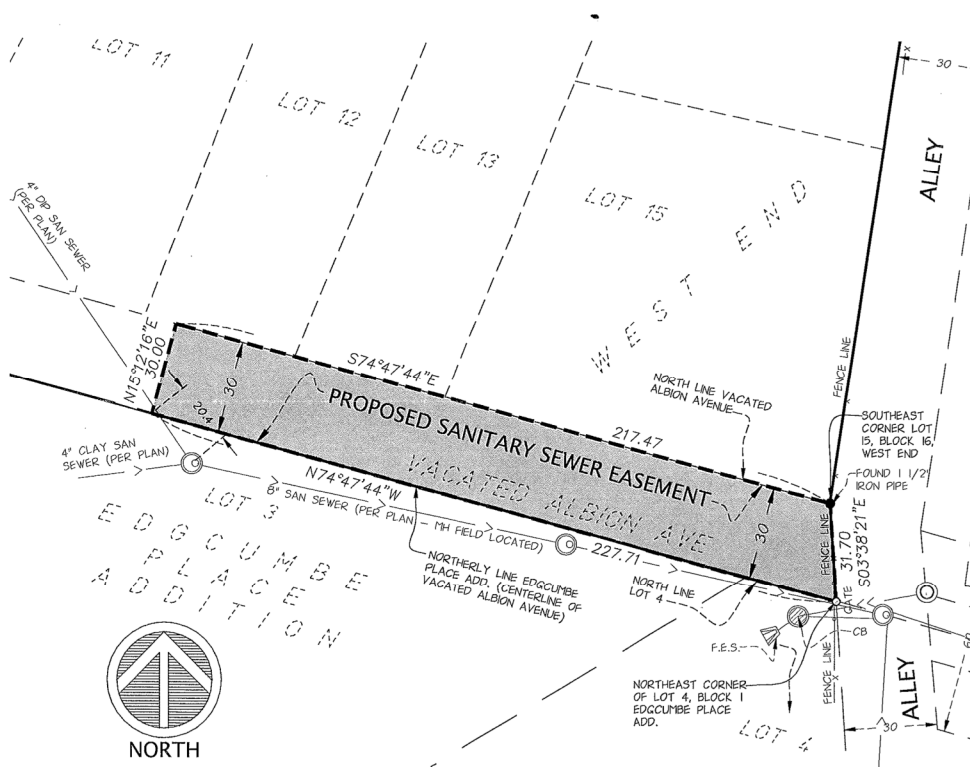 LOT 11
LOT 12
LOT 13
LOT 15
WEST END
30
ALLEY
4" DIP SAN SEWER
(PER PLAN)
N15°12'16"E
30.00
20.4
30
S74°47'44"E
217.47
NORTH LINE VACATED
ALBION AVENUE
FENCE LINE
SOUTHEAST
CORNER LOT
15, BLOCK 16,
WEST END
FOUND 1 1/2"
IRON PIPE
PROPOSED SANITARY SEWER EASEMENT
VACATED ALBION AVE
30
FENCE LINE
31.70
S03°38'21"E
GATE
4" CLAY SAN
SEWER (PER PLAN)
N74°47'44"W
8" SAN SEWER (PER PLAN - MH FIELD LOCATED)
227.71
LOT 3
EDGCUMBE
PLACE
ADDITION
NORTHERLY LINE EDGCUMBE
PLACE ADD. (CENTERLINE OF
VACATED ALBION AVENUE)
NORTH LINE
LOT 4
F.E.S.
CB
FENCE LINE
NORTHEAST CORNER
OF LOT 4, BLOCK 1
EDGCUMBE PLACE
ADD.
LOT 4
ALLEY
30
60
NORTH